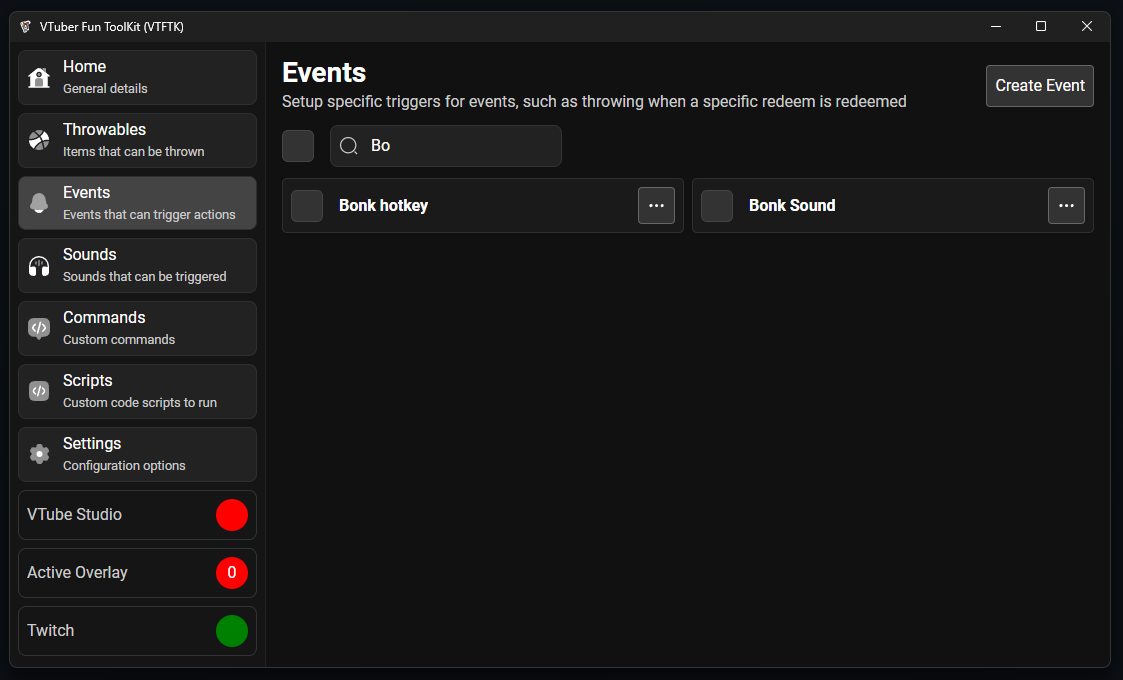 VTuber Fun ToolKit (VTFTK)
Home
General details
Throwables
Items that can be thrown
Events
Events that can trigger actions
Sounds
Sounds that can be triggered
Commands
Custom commands
Scripts
Custom code scripts to run
Settings
Configuration options
VTube Studio
Active Overlay 0
Twitch
Events
Setup specific triggers for events, such as throwing when a specific redeem is redeemed
Create Event
Bo
Bonk hotkey
Bonk Sound